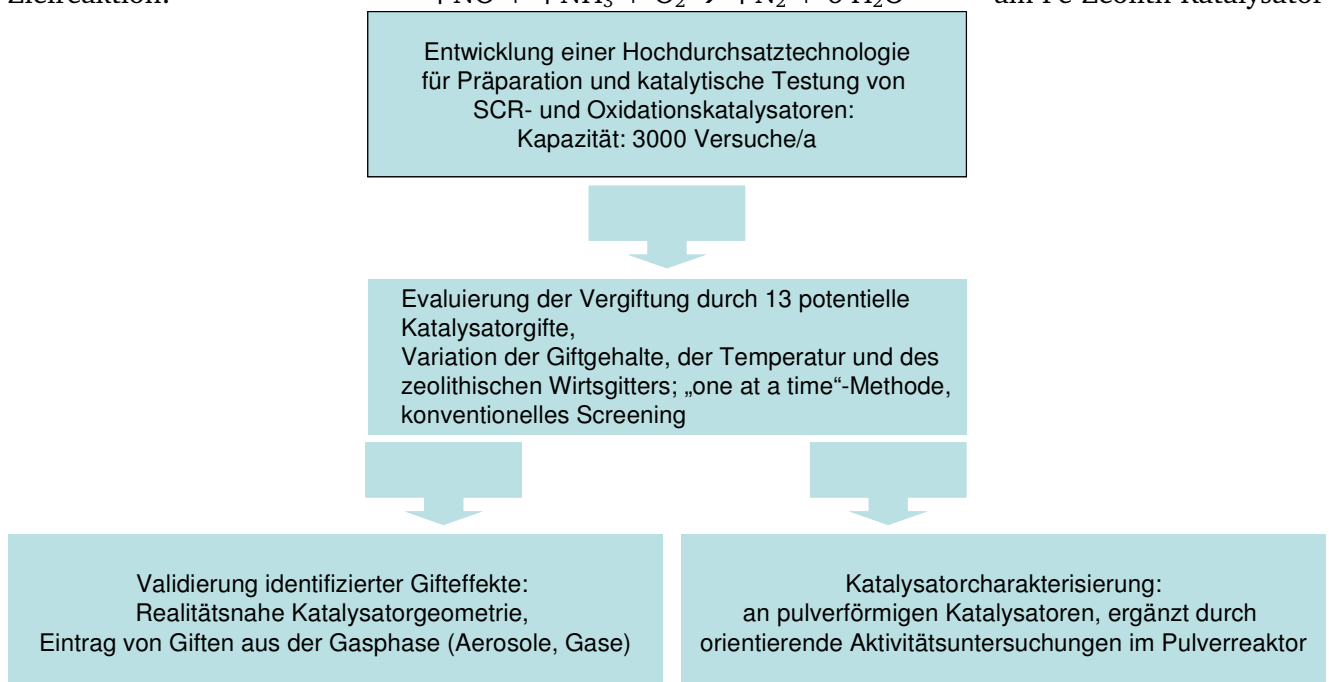 Zielreaktion: 4 NO + 4 NH₃ + O₂ → 4 N₂ + 6 H₂O am Fe-Zeolith-Katalysator
Entwicklung einer Hochdurchsatztechnologie
für Präparation und katalytische Testung von
SCR- und Oxidationskatalysatoren:
Kapazität: 3000 Versuche/a
Evaluierung der Vergiftung durch 13 potentielle
Katalysatorgifte,
Variation der Giftgehalte, der Temperatur und des
zeolithischen Wirtsgitters; „one at a time“-Methode,
konventionelles Screening
Validierung identifizierter Gifteffekte:
Realitätsnahe Katalysatorgeometrie,
Eintrag von Giften aus der Gasphase (Aerosole, Gase)
Katalysatorcharakterisierung:
an pulverförmigen Katalysatoren, ergänzt durch
orientierende Aktivitätsuntersuchungen im Pulverreaktor